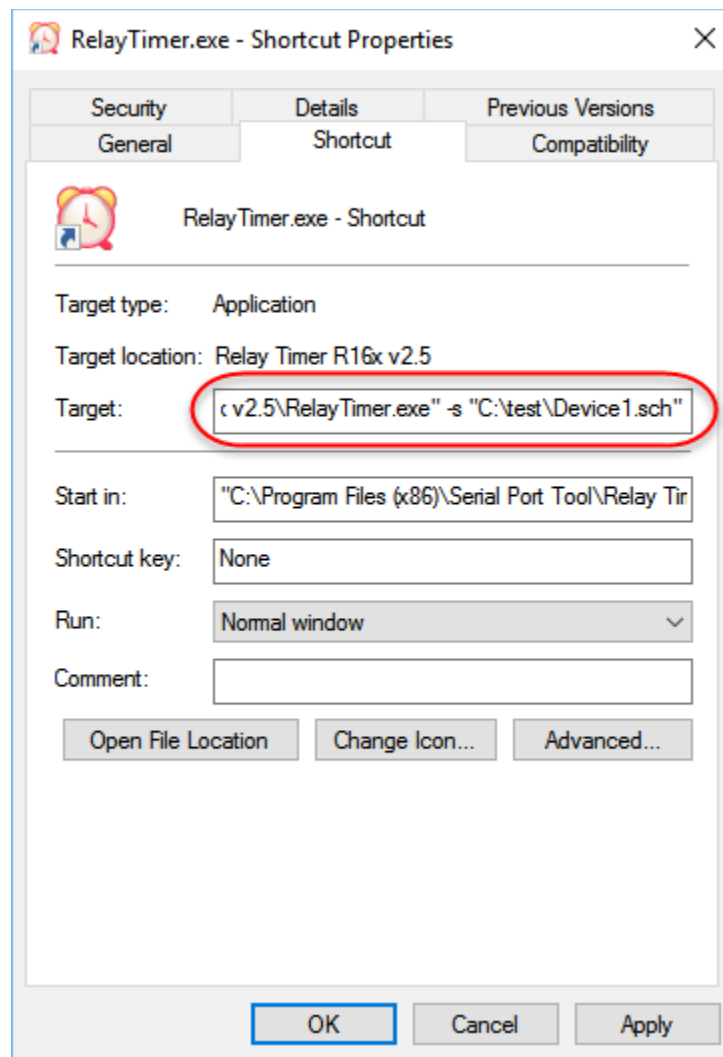 RelayTimer.exe - Shortcut Properties
Security Details Previous Versions
General Shortcut Compatibility
RelayTimer.exe - Shortcut
Target type: Application
Target location: Relay Timer R16x v2.5
Target: v2.5\RelayTimer.exe" -s "C:\test\Device1.sch"
Start in: "C:\Program Files (x86)\Serial Port Tool\Relay Tir
Shortcut key: None
Run: Normal window
Comment:
Open File Location Change Icon... Advanced...
OK Cancel Apply